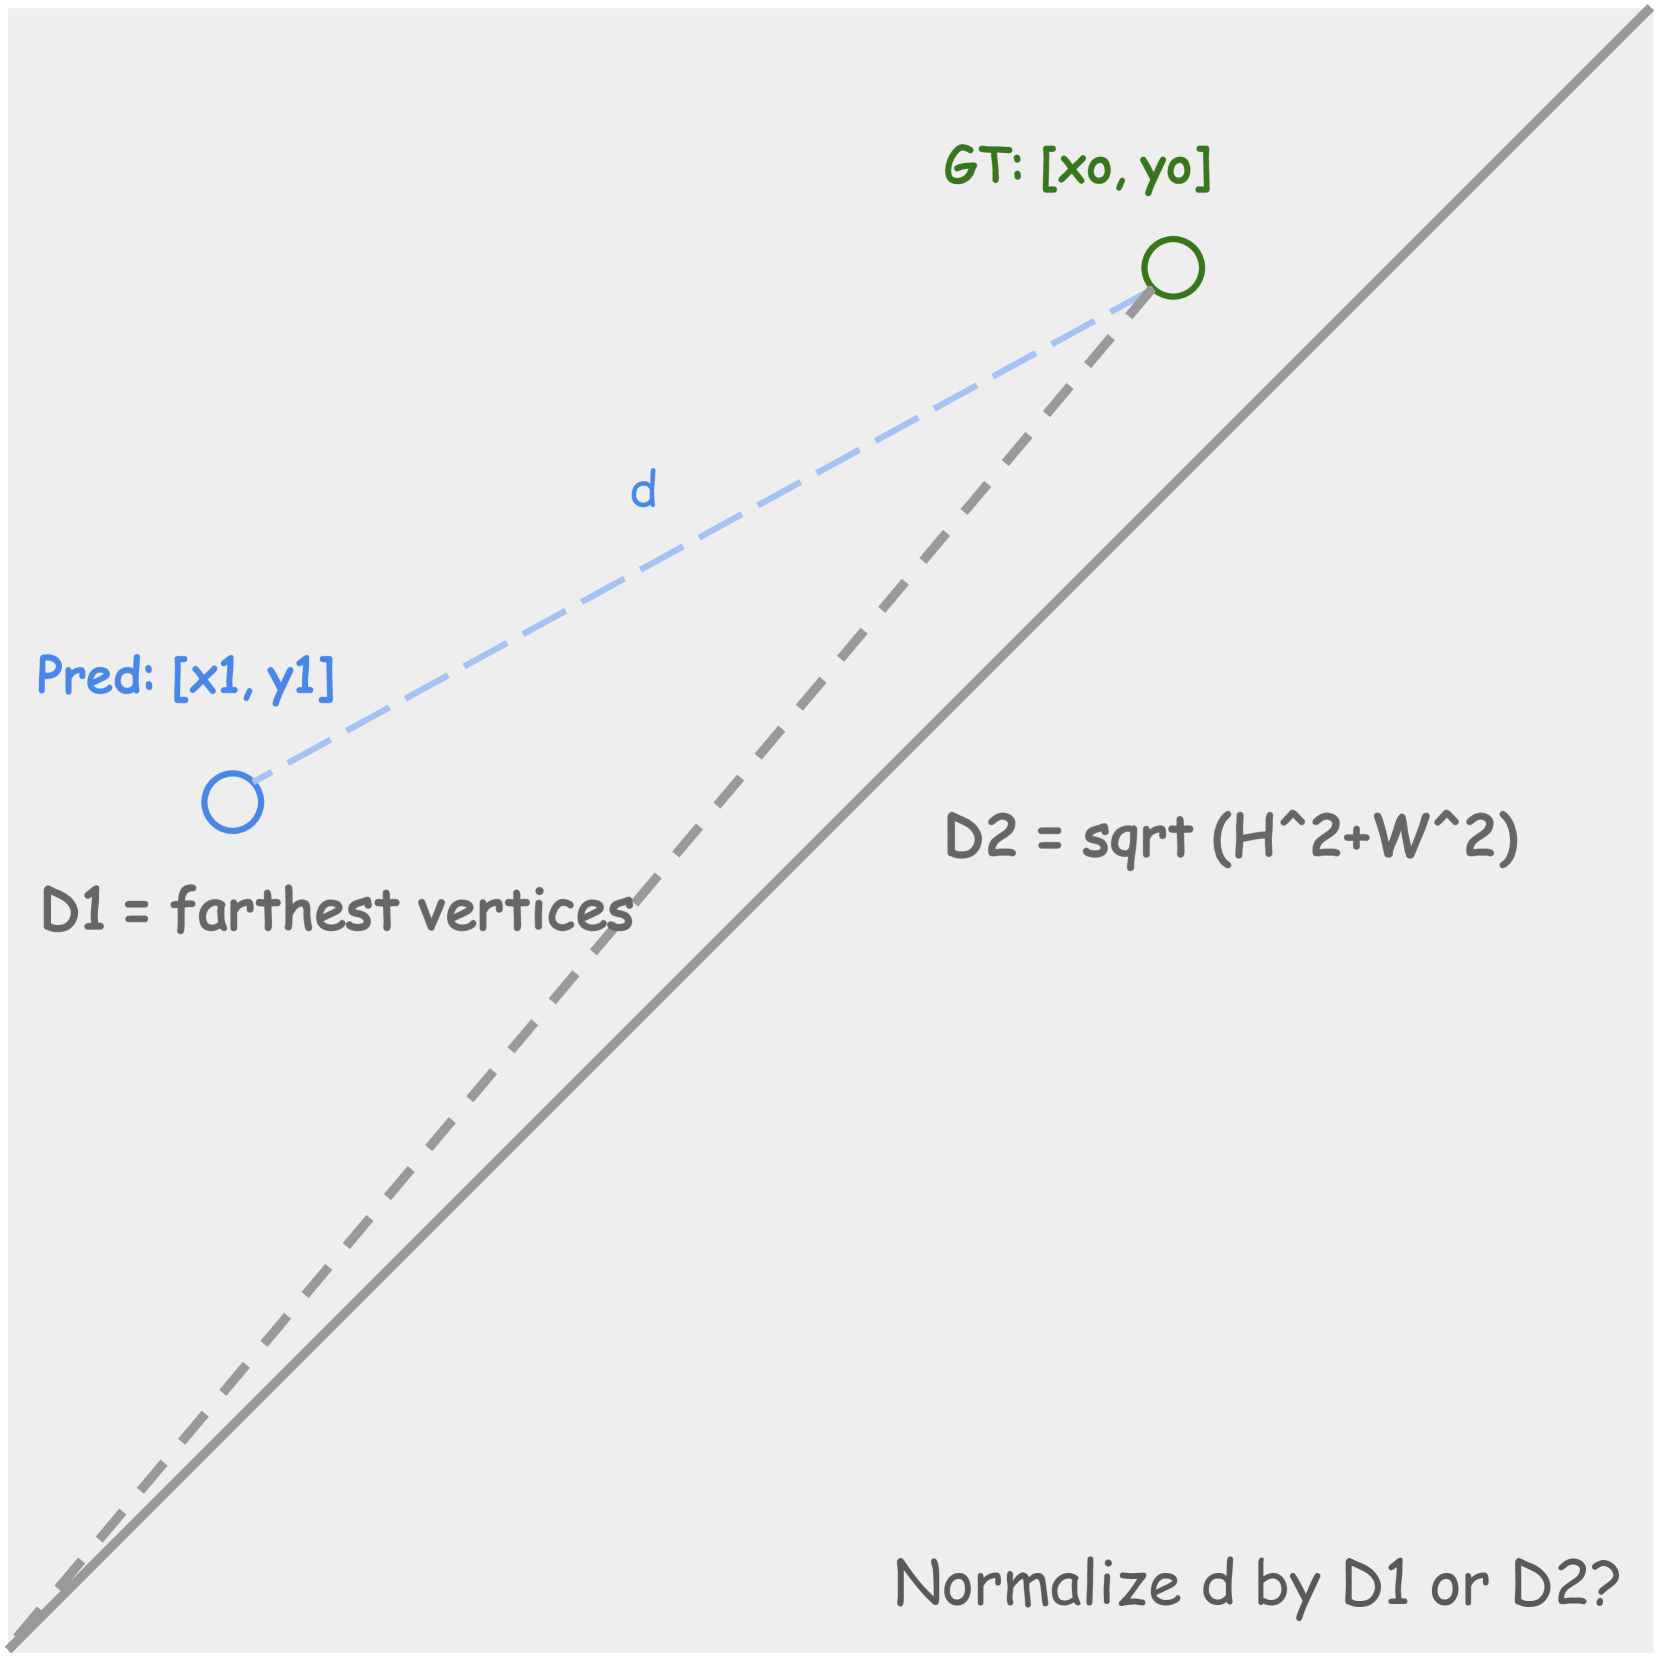 GT: [xo, yo]
d
Pred: [x1, y1]
D2 = sqrt (H^2+W^2)
D1 = farthest vertices
Normalize d by D1 or D2?